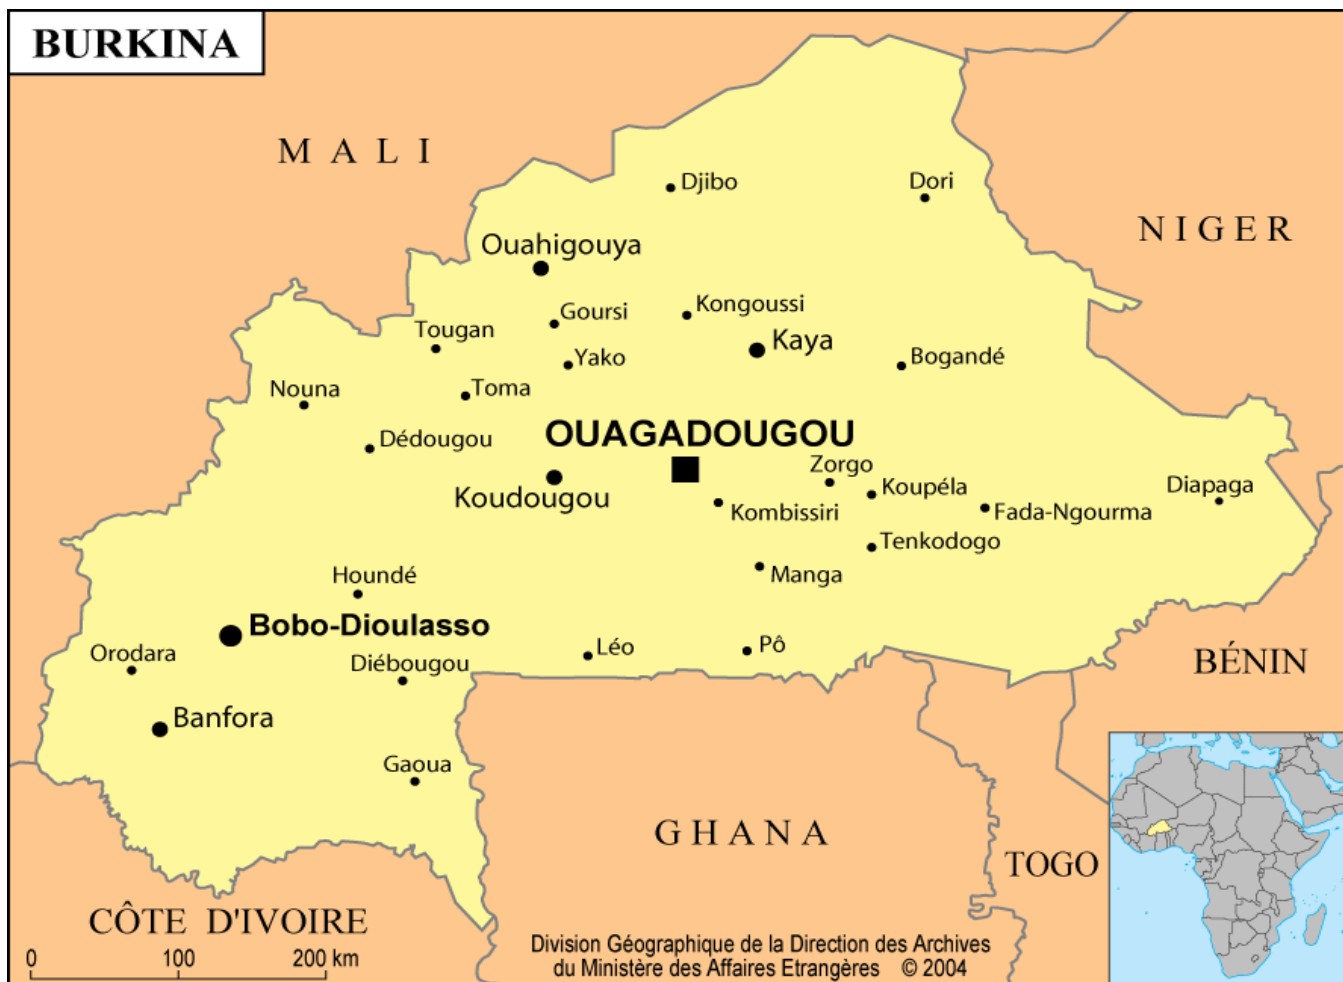 BURKINA
MALI
Djibo
Dori
NIGER
Ouahigouya
Goursi
Kongoussi
Tougan
Kaya
Yako
Bogandé
Nouna
Toma
Dédougou
OUAGADOUGOU
Zorgo
Koudougou
Koupéla
Diapaga
Kombissiri
Fada-Ngourma
Tenkodogo
Houndé
Manga
Bobo-Dioulasso
Orodara
Diébougou
Léo
Pô
BÉNIN
Banfora
Gaoua
GHANA
TOGO
CÔTE D'IVOIRE
0 100 200 km
Division Géographique de la Direction des Archives
du Ministère des Affaires Etrangères © 2004